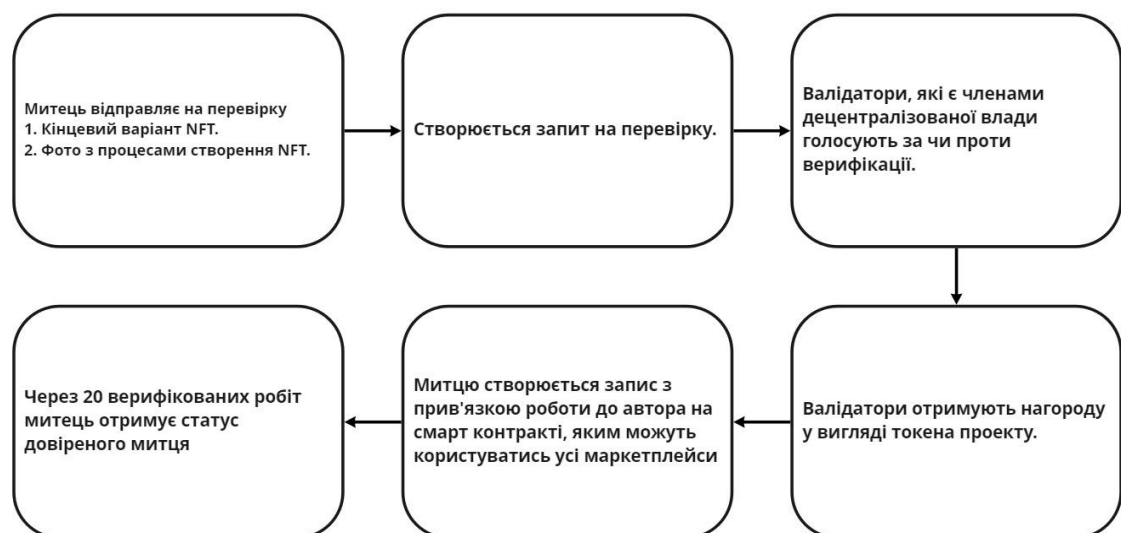 Митець відправляє на перевірку
1. Кінцевий варіант NFT.
2. Фото з процесами створення NFT.
Створюється запит на перевірку.
Валідатори, які є членами
децентралізованої влади
голосують за чи проти
верифікації.
Валідатори отримують нагороду
у вигляді токена проекту.
Митцю створюється запис з
прив'язкою роботи до автора на
смарт контракті, яким можуть
користуватись усі маркетплейси
Через 20 верифікованих робіт
митець отримує статус
довіреного митця